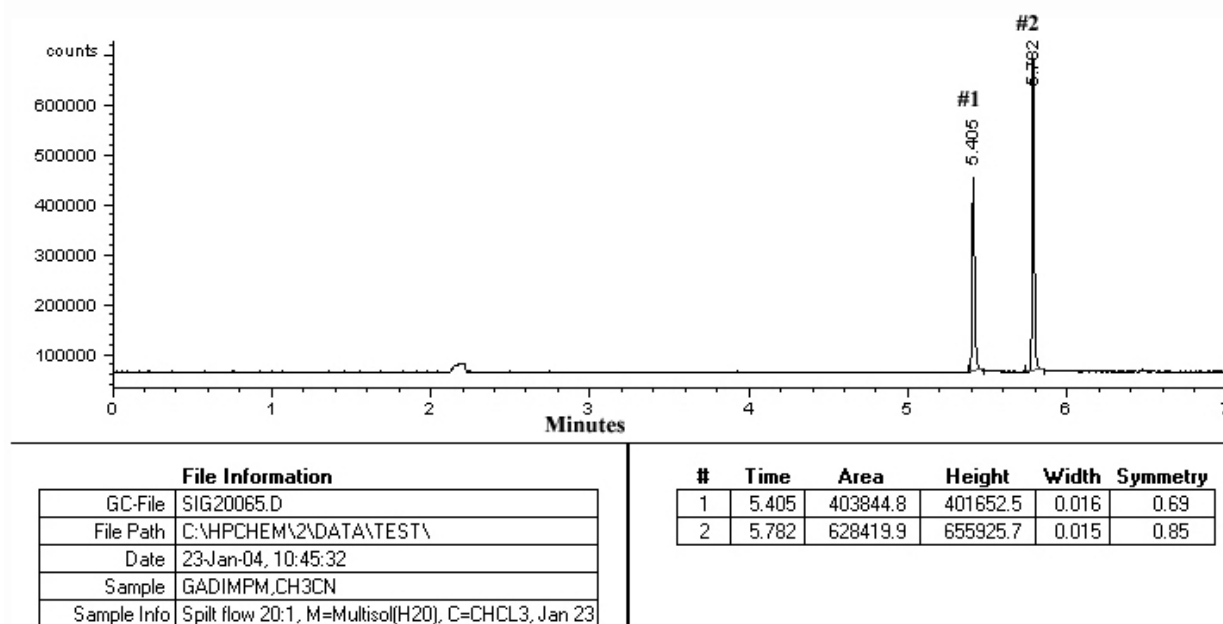 #2
counts
5.782
600000
#1
500000
5.405
400000
300000
200000
100000
0 1 2 3 4 5 6 7
Minutes
File Information
GC-File SIG20065.D
File Path C:\HPCHEM\2\DATA\TEST\
Date 23-Jan-04, 10:45:32
Sample GADIMPM,CH3CN
Sample Info Spilt flow 20:1, M=Multisol(H20), C=CHCL3, Jan 23
# Time Area Height Width Symmetry
1 5.405 403844.8 401652.5 0.016 0.69
2 5.782 628419.9 655925.7 0.015 0.85